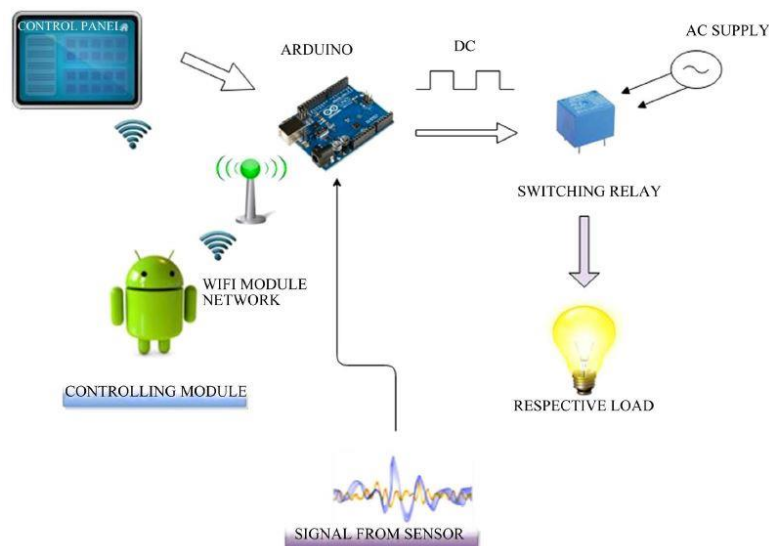 CONTROL PANEL
ARDUINO
DC
AC SUPPLY
SWITCHING RELAY
WIFI MODULE
NETWORK
CONTROLLING MODULE
RESPECTIVE LOAD
SIGNAL FROM SENSOR